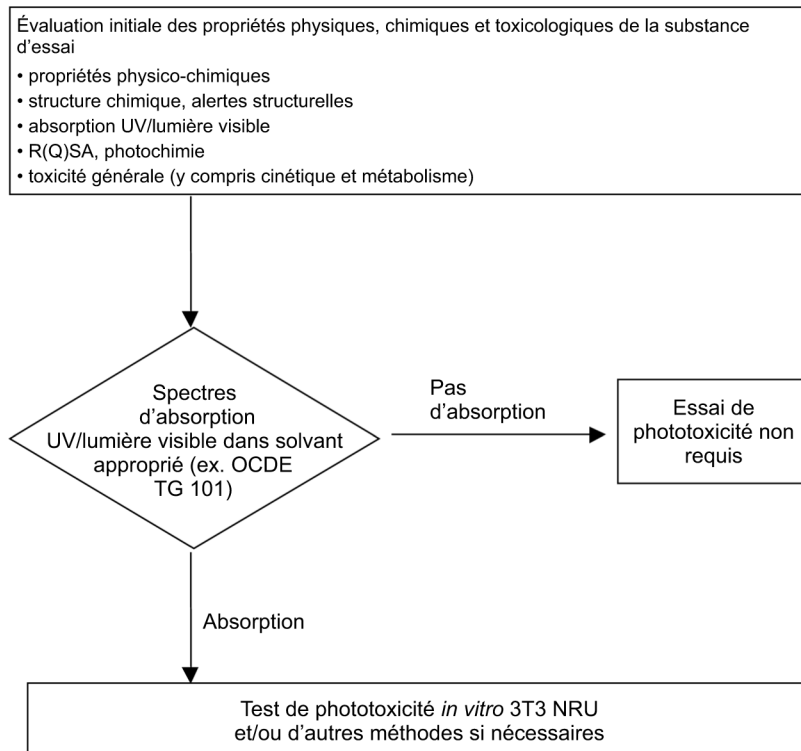 Évaluation initiale des propriétés physiques, chimiques et toxicologiques de la substance
d'essai
• propriétés physico-chimiques
• structure chimique, alertes structurelles
• absorption UV/lumière visible
• R(Q)SA, photochimie
• toxicité générale (y compris cinétique et métabolisme)
Spectres
d'absorption
UV/lumière visible dans solvant
approprié (ex. OCDE
TG 101)
Pas
d'absorption
Essai de
phototoxicité non
requis
Absorption
Test de phototoxicité in vitro 3T3 NRU
et/ou d'autres méthodes si nécessaires